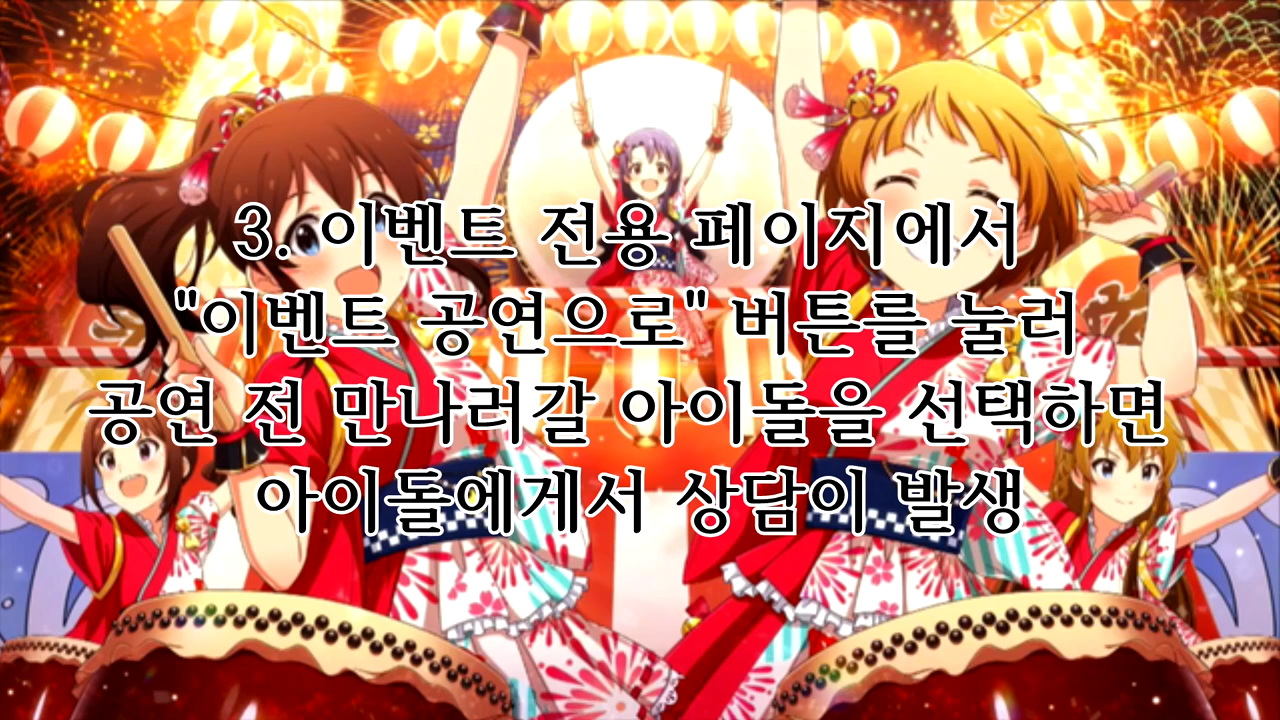 3. 이벤트 전용 페이지에서
"이벤트 공연으로" 버튼를 눌러
공연 전 만나러갈 아이돌을 선택하면
아이돌에게서 상담이 발생